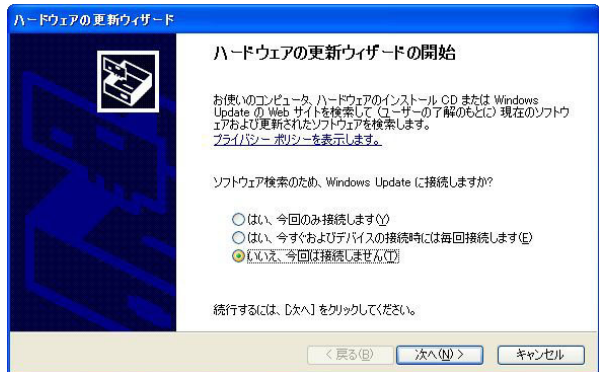 ハードウェアの更新ウィザード
ハードウェアの更新ウィザードの開始
お使いのコンピュータ、ハードウェアのインストール CD または Windows
Update の Web サイトを検索して (ユーザーの了解のもとに) 現在のソフトウ
ェアおよび更新されたソフトウェアを検索します。
プライバシー ポリシーを表示します。
ソフトウェア検索のため、Windows Update に接続しますか?
はい、今回のみ接続します(Y)
はい、今すぐおよびデバイスの接続時には毎回接続します(E)
いいえ、今回は接続しません(T)
続行するには、[次へ] をクリックしてください。
< 戻る(B)
次へ(N) >
キャンセル